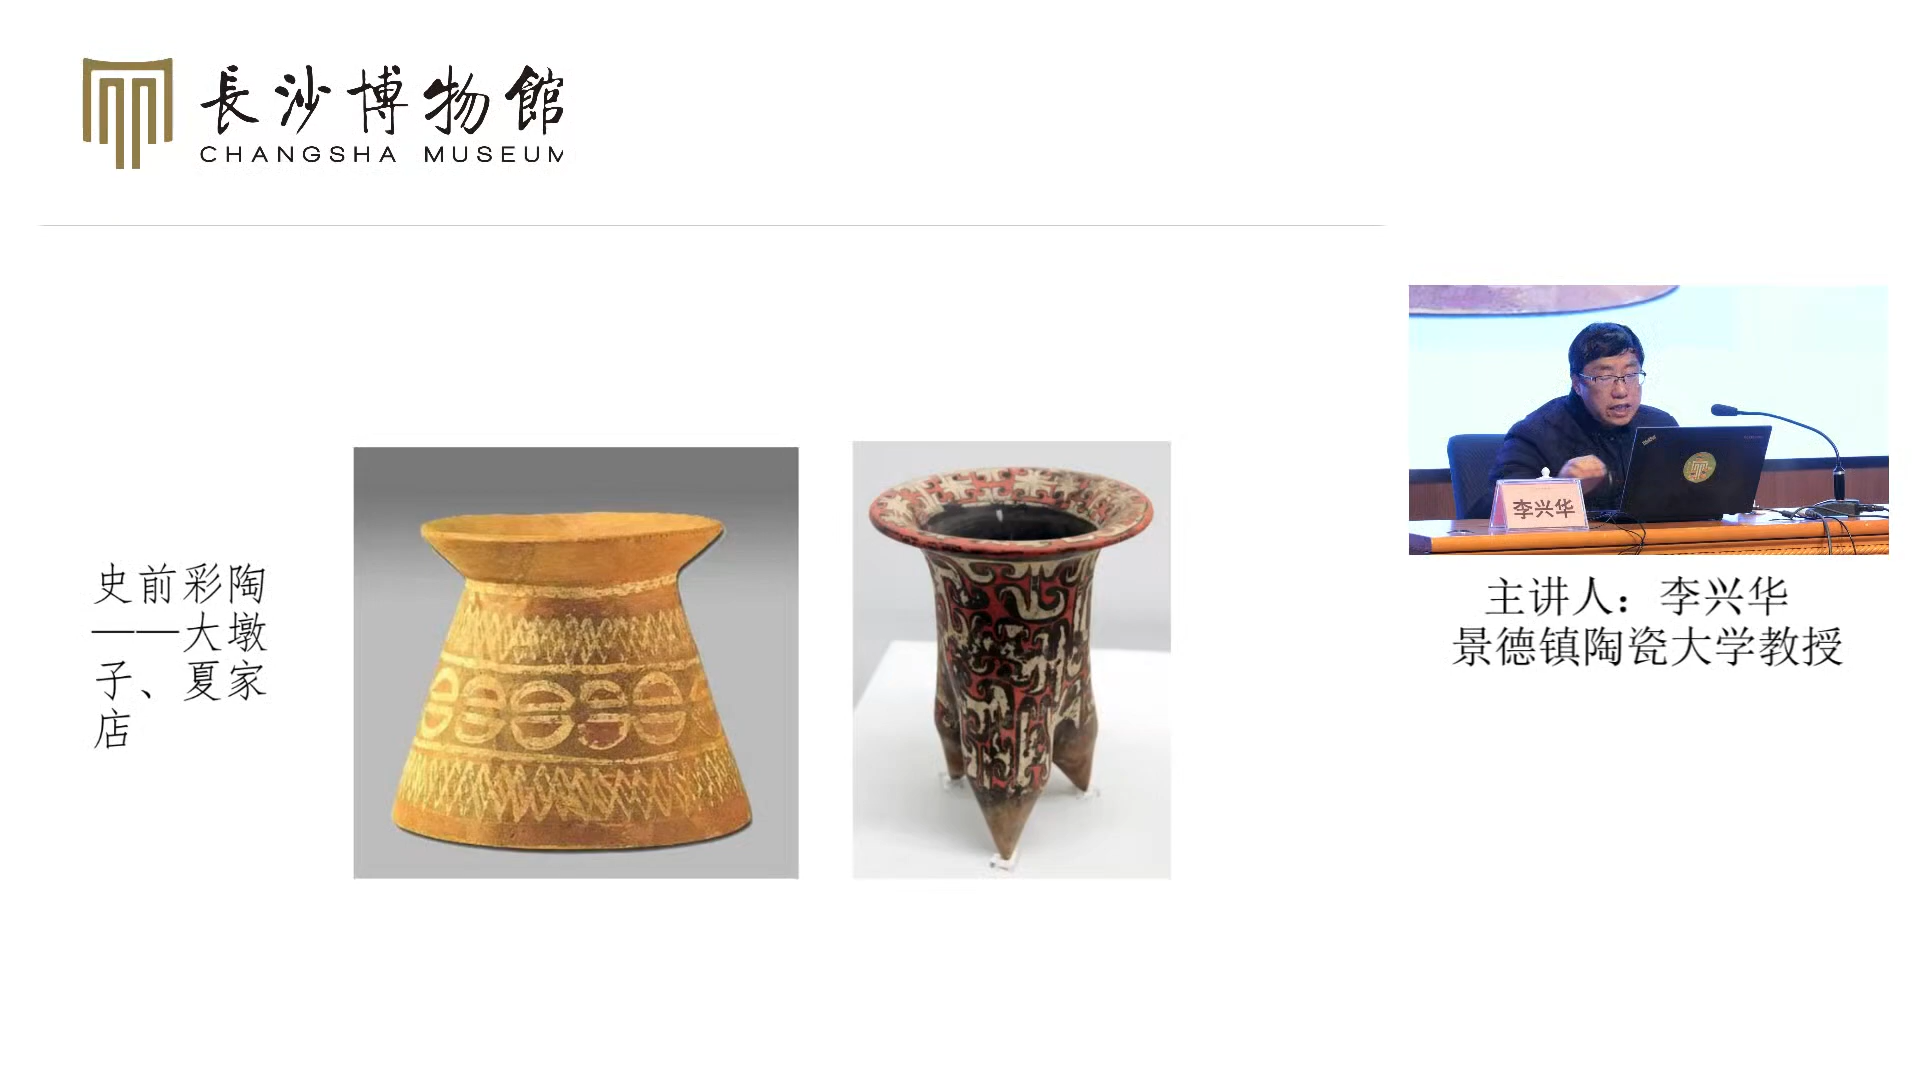 長沙博物館
CHANGSHA MUSEUM
史前彩陶
——大墩
子、夏家
店
李兴华
主讲人：李兴华
景德镇陶瓷大学教授